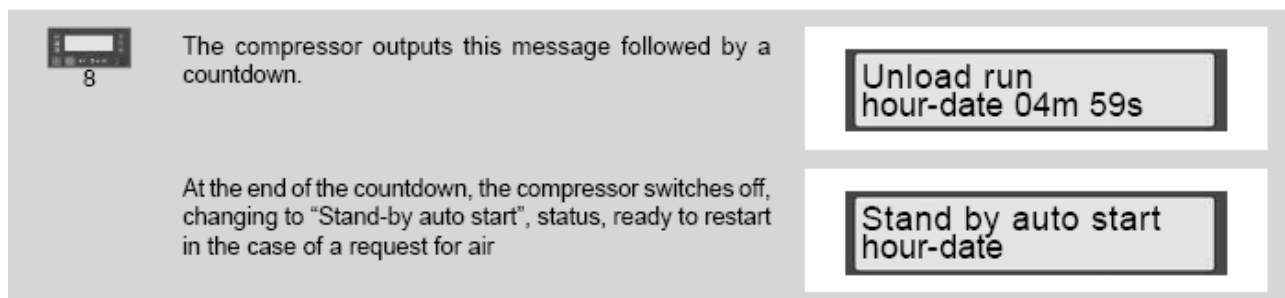 The compressor outputs this message followed by a
countdown.
8
Unload run
hour-date 04m 59s
At the end of the countdown, the compressor switches off,
changing to “Stand-by auto start”, status, ready to restart
in the case of a request for air
Stand by auto start
hour-date